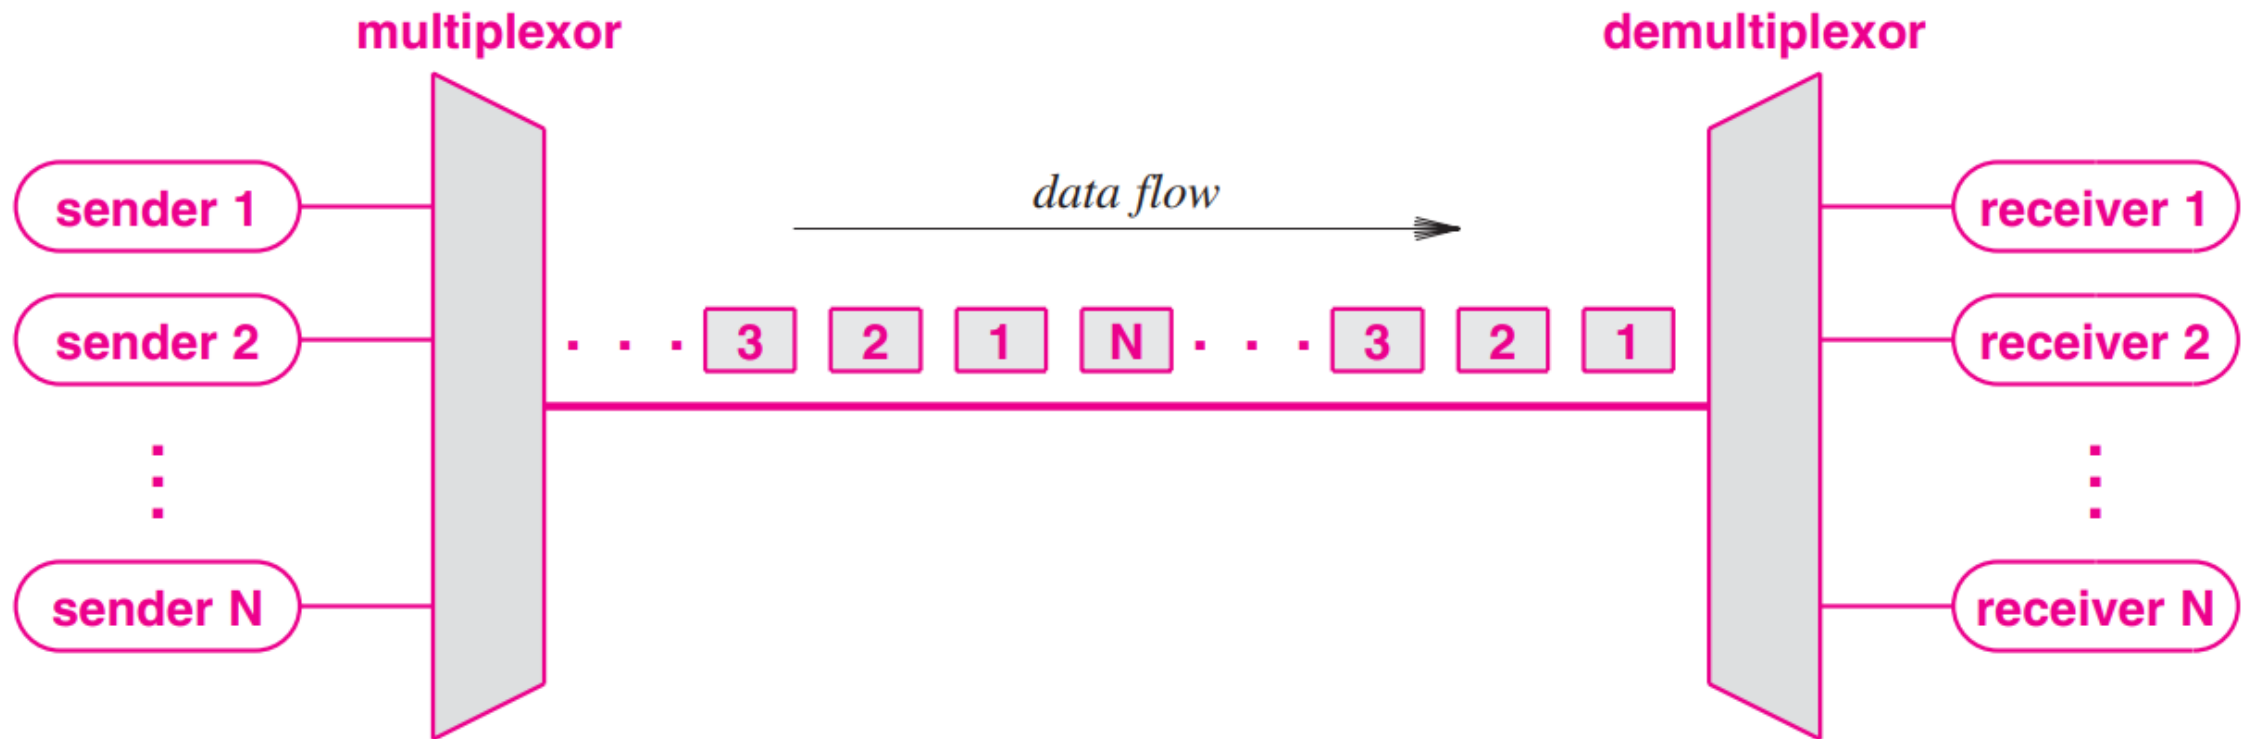 multiplexor
demultiplexor
data flow
sender 1
receiver 1
sender 2
. . . 3 2 1 N . . . 3 2 1
receiver 2
sender N
receiver N